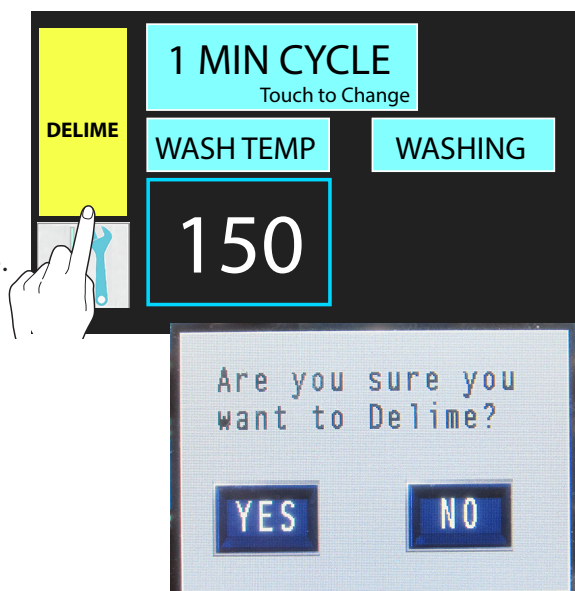 1 MIN CYCLE
Touch to Change
DELIME
WASH TEMP
WASHING
150
Are you sure you
want to Delime?
YES
NO